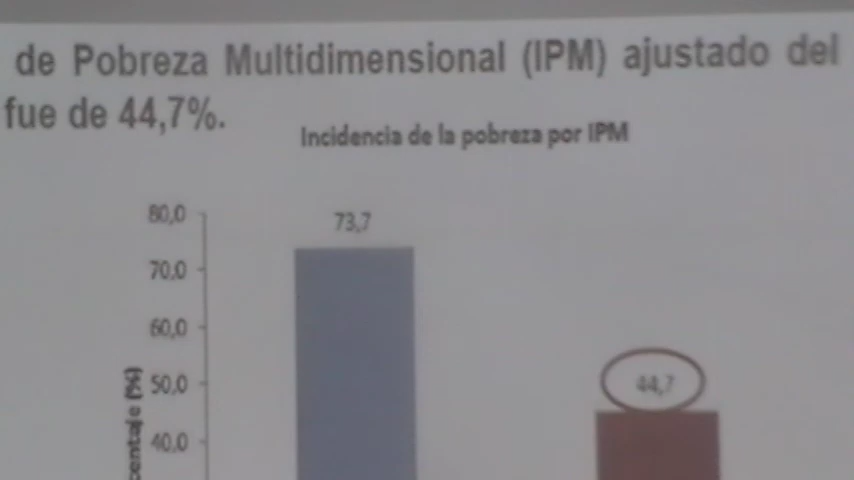 de Pobreza Multidimensional (IPM) ajustado del
fue de 44,7%.
Incidencia de la pobreza por IPM
80,0
73,7
70,0
60,0
50,0
44,7
40,0
centaje (%)